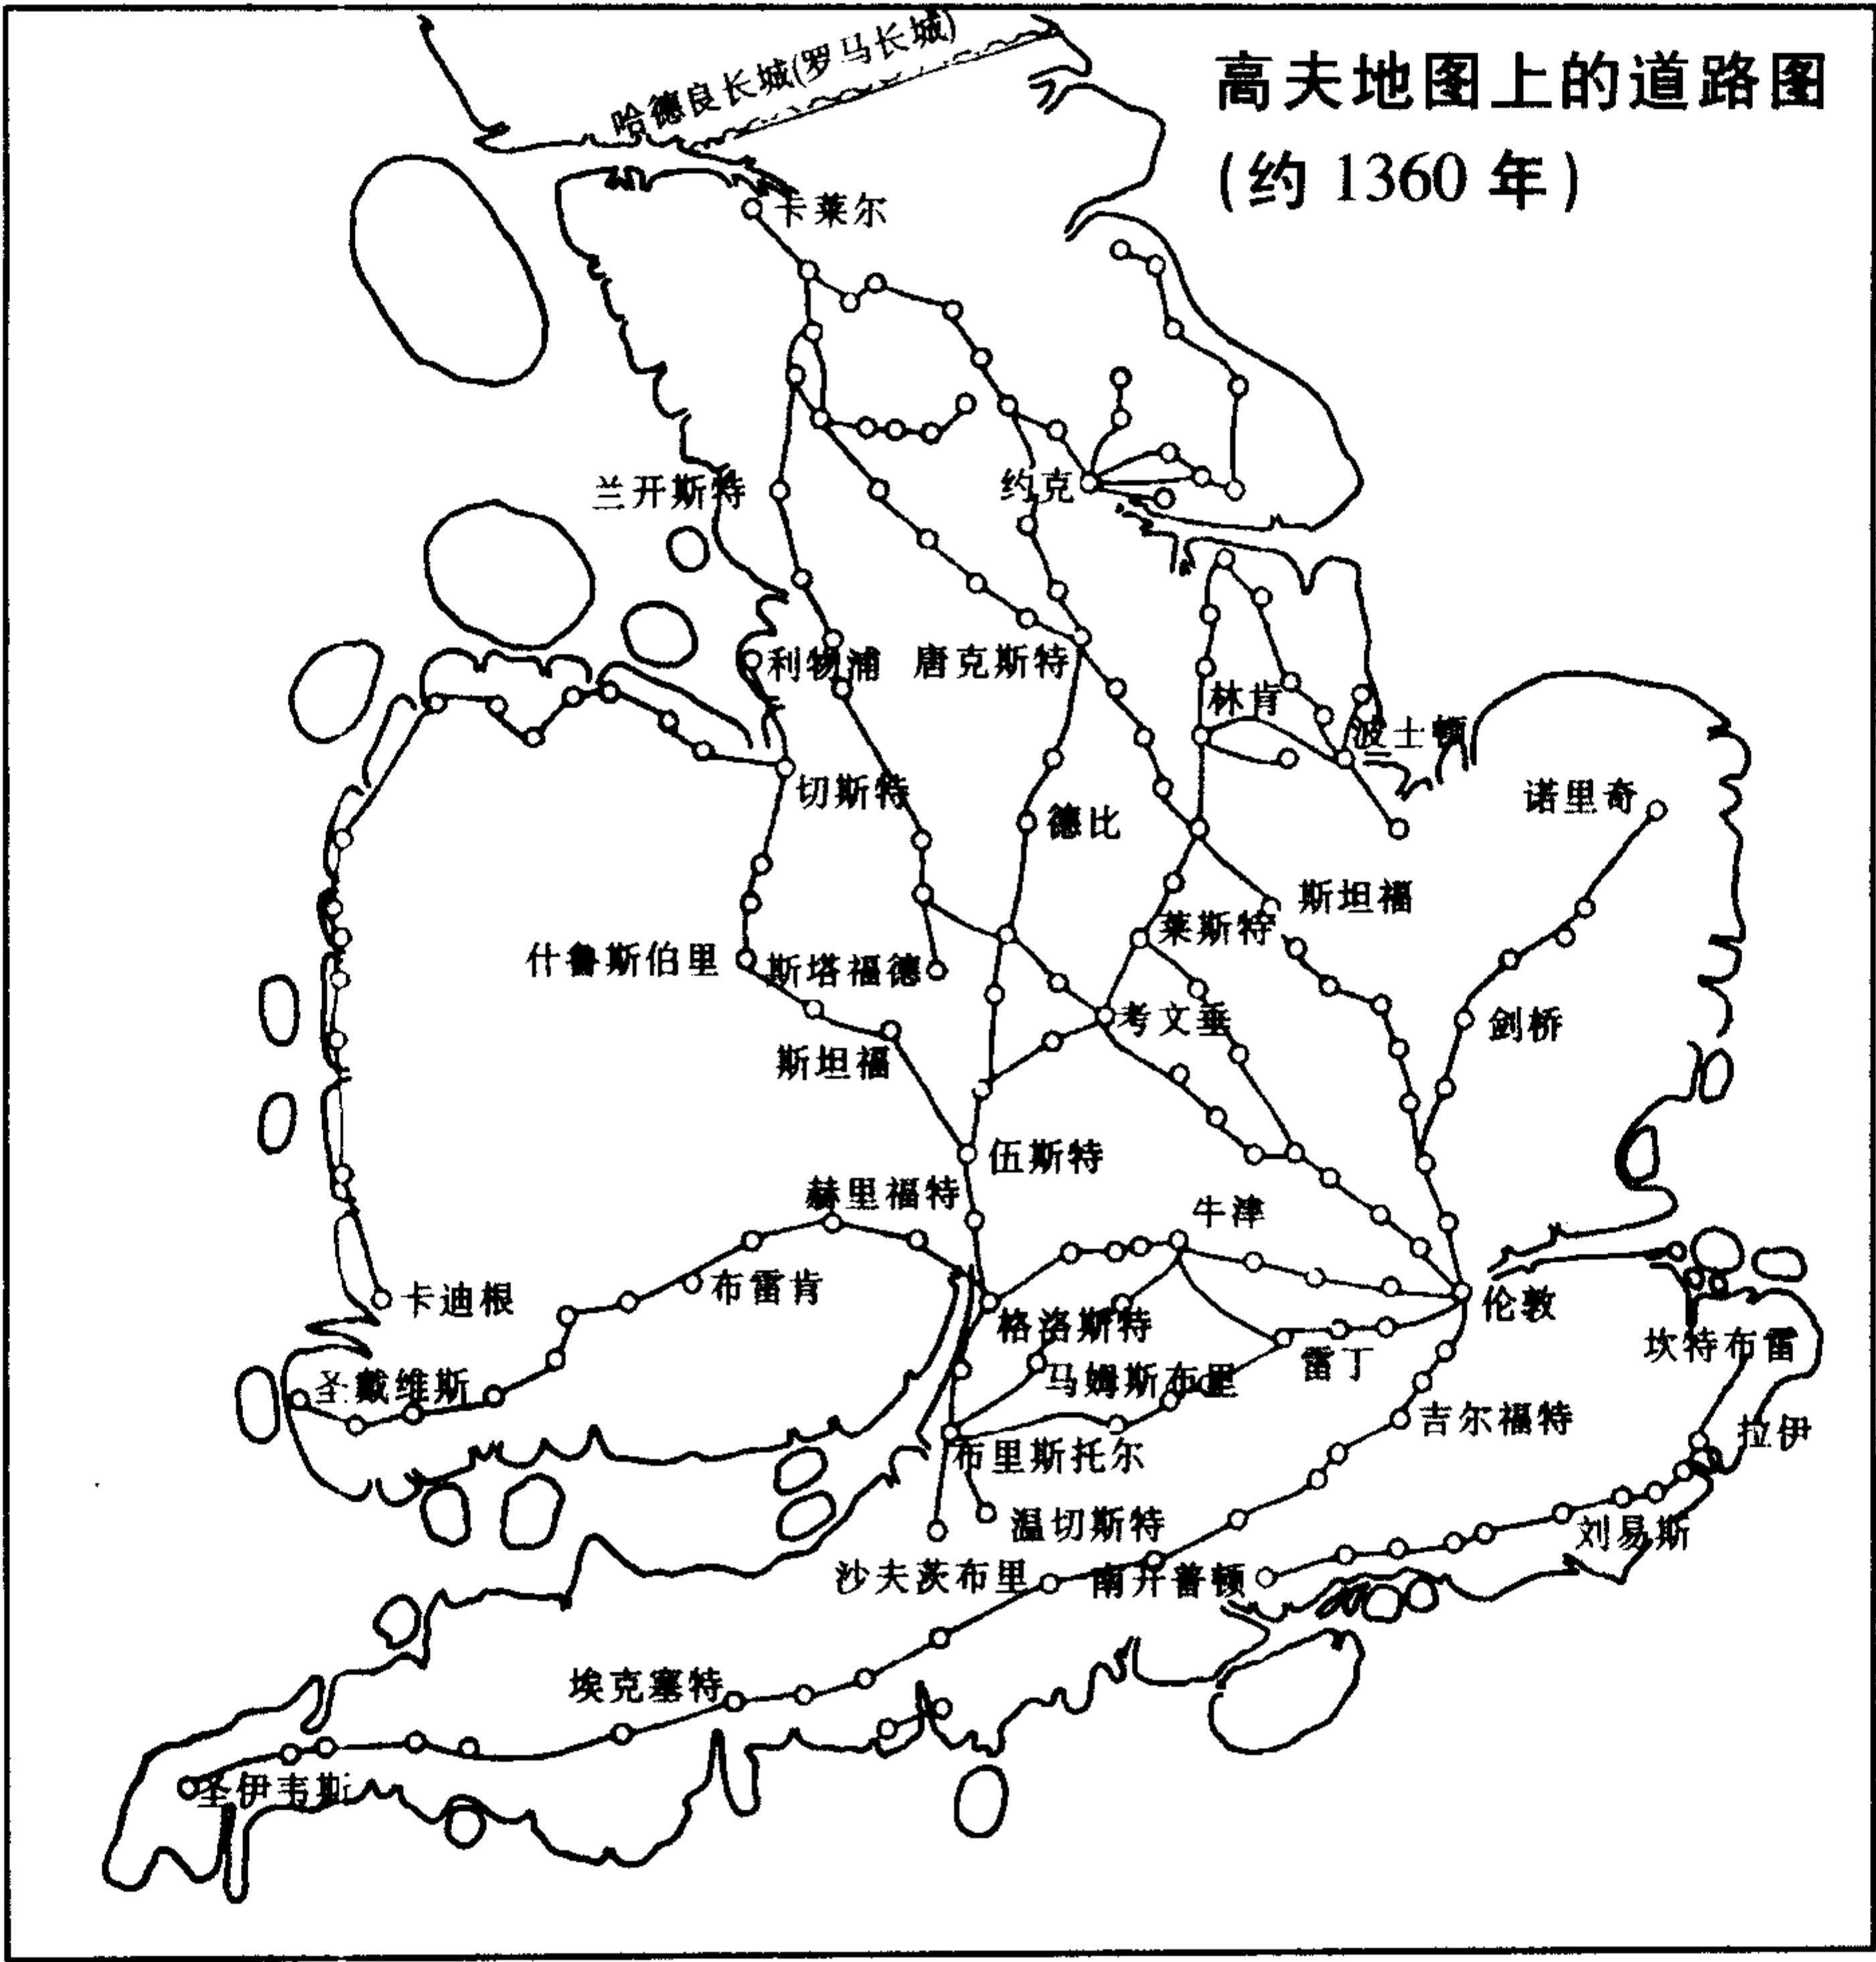 高夫地图上的道路图
(约 1360 年)
哈德良长城(罗马长城)
卡莱尔
兰开斯特
约克
利物浦
唐克斯特
林肯
波士顿
切斯特
德比
诺里奇
斯坦福
莱斯特
什鲁斯伯里
斯塔福德
考文垂
剑桥
斯坦福
伍斯特
赫里福特
牛津
布雷肯
卡迪根
格洛斯特
伦敦
坎特布雷
雷丁
圣戴维斯
马姆斯布里
吉尔福特
拉伊
布里斯托尔
温切斯特
刘易斯
沙夫茨布里
南开普顿
埃克塞特
圣伊韦斯